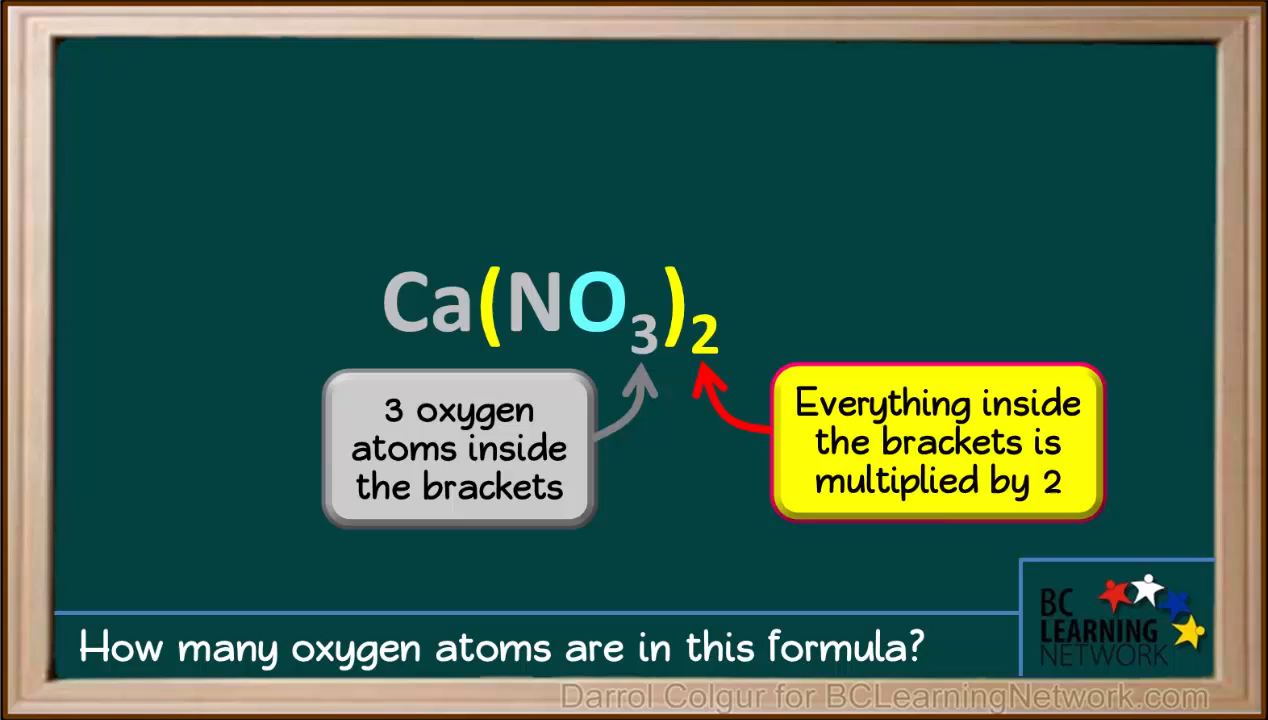 Ca(NO₃)₂
3 oxygen
atoms inside
the brackets
Everything inside
the brackets is
multiplied by 2
How many oxygen atoms are in this formula?
BC
LEARNING
NETWORK
Darrol Colgur for BCLearningNetwork.com